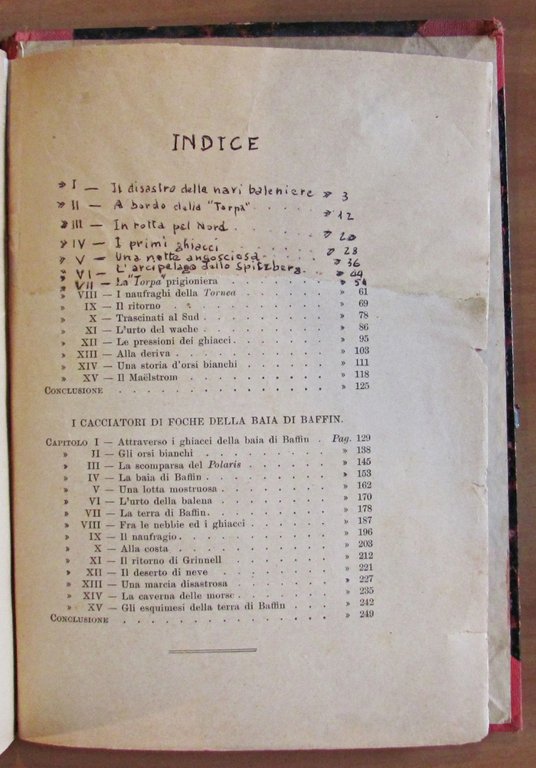 INDICE
» I — Il disastro delle navi baleniere » 3
» II — A bordo della "Torpa" » 12
» III — In rotta pel Nord . . » 20
» IV — I primi ghiacci . . » 28
» V — Una notte angosciosa . . » 36
» VI — L'arcipelago dello Spitzberg. » 44
» VII — La "Torpa" prigioniera . . . . . . . » 54
» VIII — I naufraghi della Tornea . . . . . . . » 61
» IX — Il ritorno . . . . . . . . . . » 69
» X — Trascinati al Sud . . . . . . . . . » 78
» XI — L'urto del wache . . . . . . . . . » 86
» XII — Le pressioni dei ghiacci. . . . . . . . » 95
» XIII — Alla deriva . . . . . . . . . . » 103
» XIV — Una storia d'orsi bianchi . . . . . . . » 111
» XV — Il Maëlstrom . . . . . . . . . . » 118
CONCLUSIONE . . . . . . . . . . . . . » 125
I CACCIATORI DI FOCHE DELLA BAIA DI BAFFIN.
CAPITOLO I — Attraverso i ghiacci della baia di Baffin . Pag. 129
» II — Gli orsi bianchi . . . . . . . . . » 138
» III — La scomparsa del Polaris . . . . . . . » 145
» IV — La baia di Baffin . . . . . . . . . » 153
» V — Una lotta mostruosa . . . . . . . . » 162
» VI — L'urto della balena . . . . . . . . » 170
» VII — La terra di Baffin. . . . . . . . . » 178
» VIII — Fra le nebbie ed i ghiacci . . . . . . . » 187
» IX — Il naufragio . . . . . . . . . . » 196
» X — Alla costa . . . . . . . . . . » 203
» XI — Il ritorno di Grinnell . . . . . . . . » 212
» XII — Il deserto di neve . . . . . . . . » 221
» XIII — Una marcia disastrosa . . . . . . . . » 227
» XIV — La caverna delle morse . . . . . . . . » 235
» XV — Gli esquimesi della terra di Baffin . . . . . » 242
CONCLUSIONE . . . . . . . . . . . . . » 249